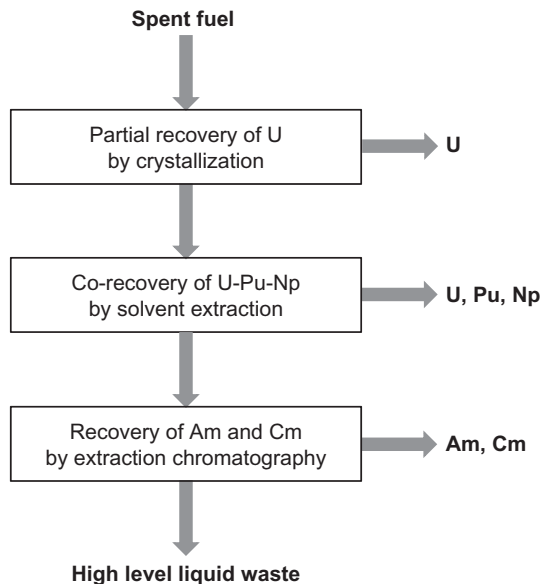 Spent fuel
Partial recovery of U
by crystallization
U
Co-recovery of U-Pu-Np
by solvent extraction
U, Pu, Np
Recovery of Am and Cm
by extraction chromatography
Am, Cm
High level liquid waste